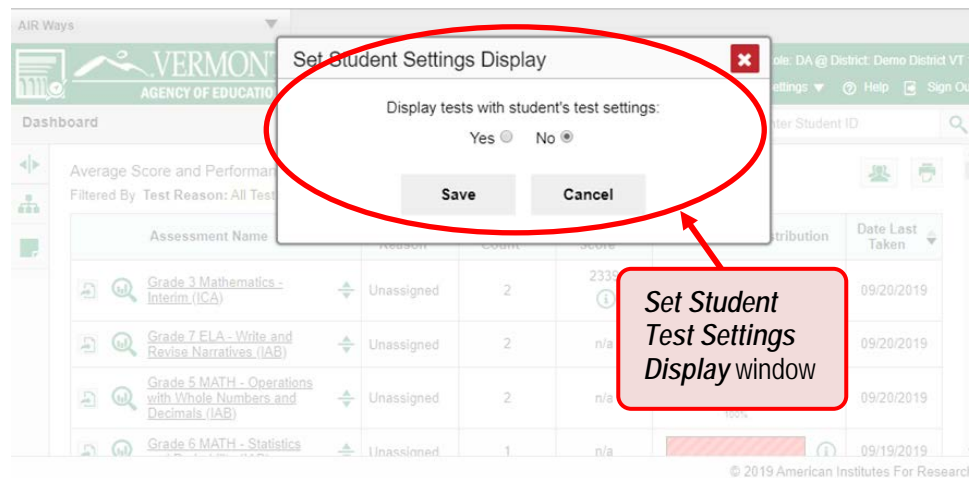 AIR Ways
VERMONT
AGENCY OF EDUCATIO
Role: DA @ District: Demo District VT
ettings
Help
Sign Ou
Dashboard
nter Student ID
Set Student Settings Display
Display tests with student's test settings:
Yes
No
Save
Cancel
Average Score and Performan
Filtered By Test Reason: All Test
Assessment Name
Reason
Count
Score
stribution
Date Last
Taken
Grade 3 Mathematics -
Interim (ICA)
Unassigned
2
2339
09/20/2019
Grade 7 ELA - Write and
Revise Narratives (IAB)
Unassigned
2
n/a
09/20/2019
Grade 5 MATH - Operations
with Whole Numbers and
Decimals (IAB)
Unassigned
2
n/a
100%
09/20/2019
Grade 6 MATH - Statistics
Unassigned
1
n/a
09/19/2019
Set Student
Test Settings
Display window
© 2019 American Institutes For Research